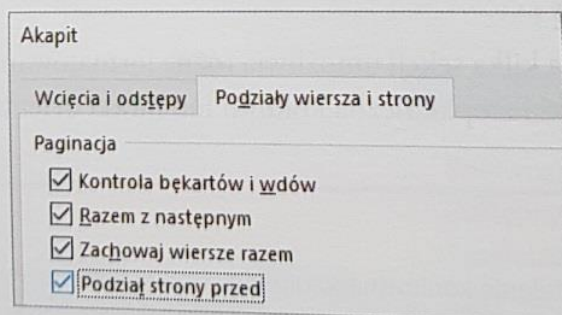 Akapit
Wcięcia i odstępy Podziały wiersza i strony
Paginacja
Kontrola bękartów i wdów
Razem z następnym
Zachowaj wiersze razem
Podział strony przed